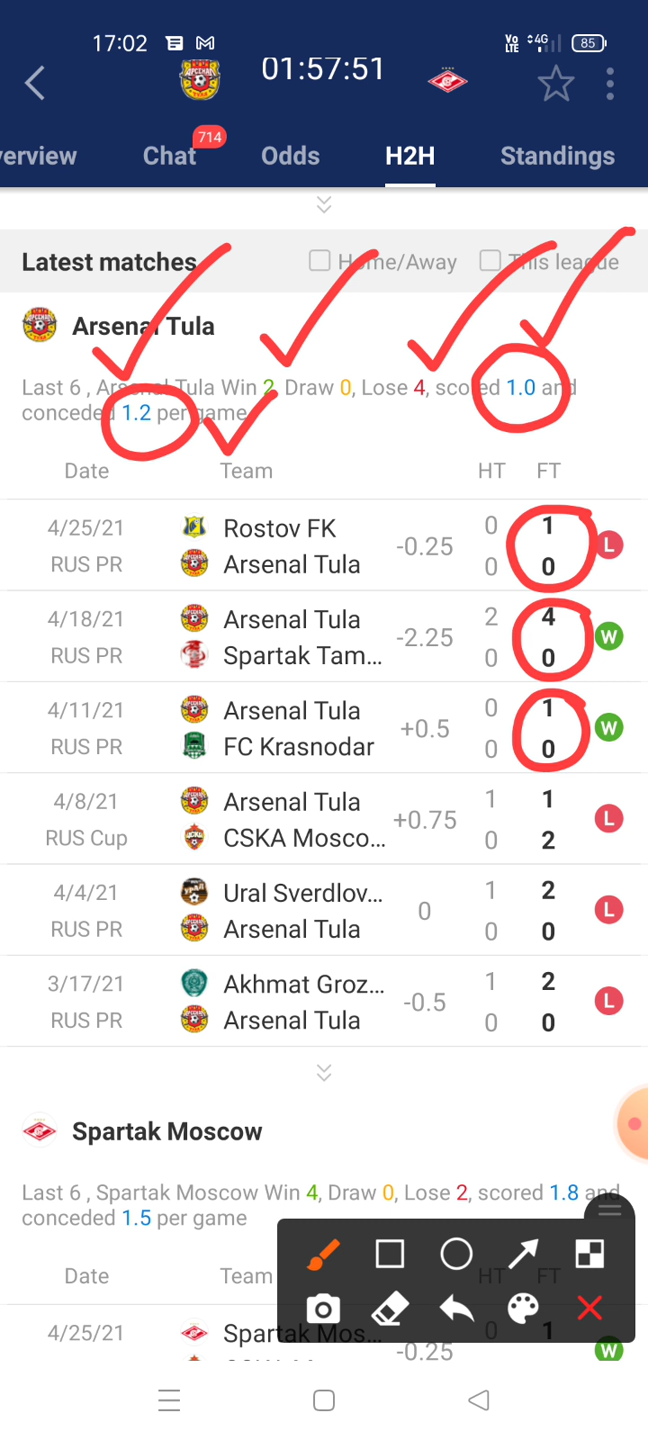 17:02 Vo LTE 4G 85
01:57:51
verview Chat 714 Odds H2H Standings
Latest matches Home/Away This league
Arsenal Tula
Last 6 , Arsenal Tula Win 2, Draw 0, Lose 4, scored 1.0 and
conceded 1.2 per game
Date Team HT FT
4/25/21 Rostov FK 0 1
RUS PR Arsenal Tula -0.25 0 0 L
4/18/21 Arsenal Tula 2 4
RUS PR Spartak Tam... -2.25 0 0 W
4/11/21 Arsenal Tula 0 1
RUS PR FC Krasnodar +0.5 0 0 W
4/8/21 Arsenal Tula 1 1
RUS Cup CSKA Mosco... +0.75 0 2 L
4/4/21 Ural Sverdlov... 1 2
RUS PR Arsenal Tula 0 0 0 L
3/17/21 Akhmat Groz... 1 2
RUS PR Arsenal Tula -0.5 0 0 L
Spartak Moscow
Last 6 , Spartak Moscow Win 4, Draw 0, Lose 2, scored 1.8 and
conceded 1.5 per game
Date Team HT FT
4/25/21 Spartak Mos... 0 1
-0.25 W